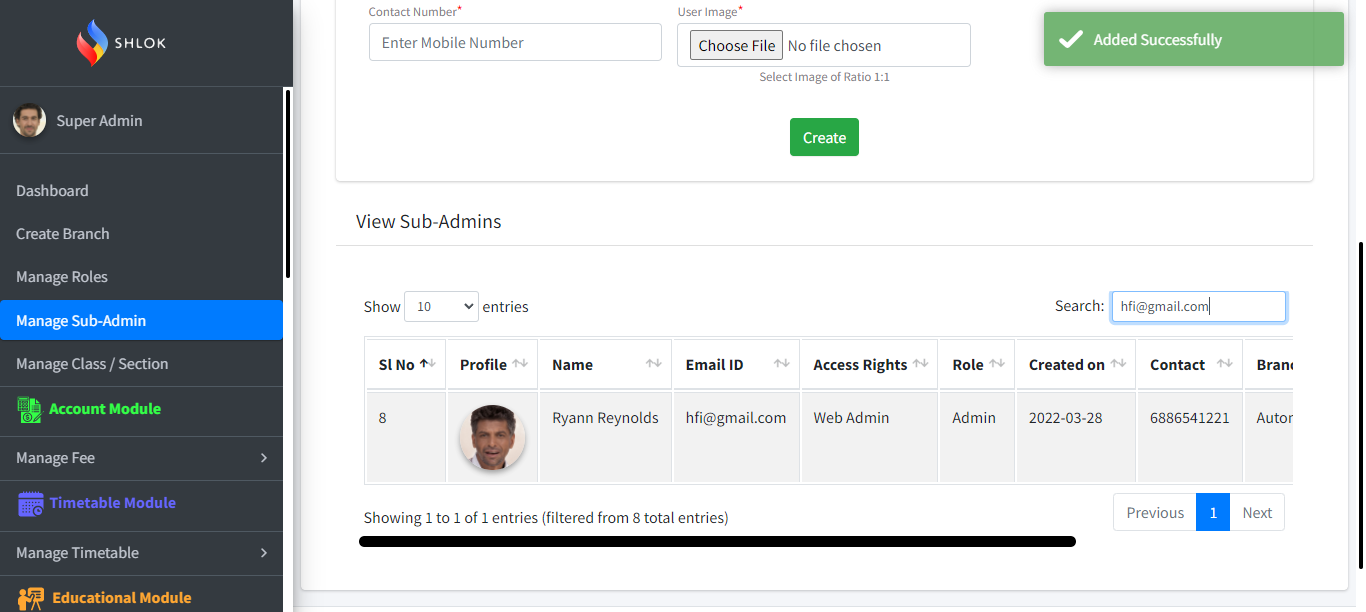 SHLOK
Super Admin
Dashboard
Create Branch
Manage Roles
Manage Sub-Admin
Manage Class / Section
Account Module
Manage Fee
Timetable Module
Manage Timetable
Educational Module
Contact Number*
Enter Mobile Number
User Image*
Choose File No file chosen
Select Image of Ratio 1:1
Added Successfully
Create
View Sub-Admins
Show 10 entries
Search: hfi@gmail.com
Sl No Profile Name Email ID Access Rights Role Created on Contact Branc
8 Ryann Reynolds hfi@gmail.com Web Admin Admin 2022-03-28 6886541221 Autor
Showing 1 to 1 of 1 entries (filtered from 8 total entries)
Previous 1 Next